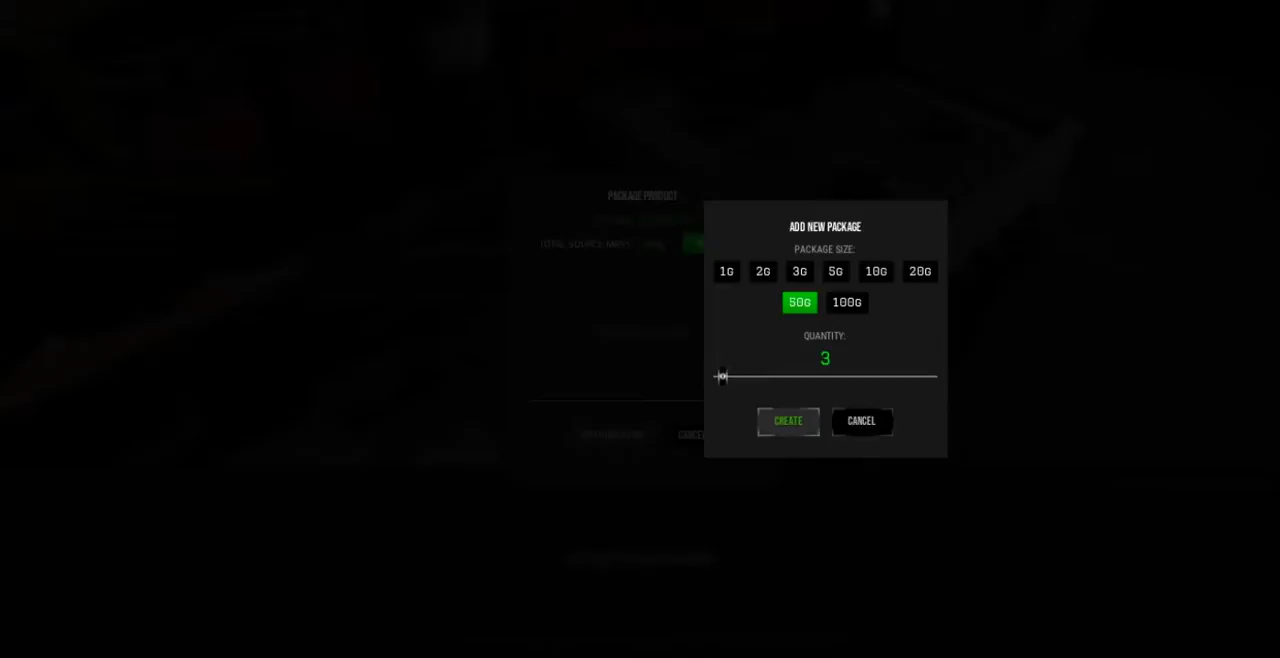 PACKAGE PRODUCT
ADD NEW PACKAGE
PACKAGE SIZE:
1G 2G 3G 5G 10G 20G
50G 100G
QUANTITY:
3
CREATE CANCEL